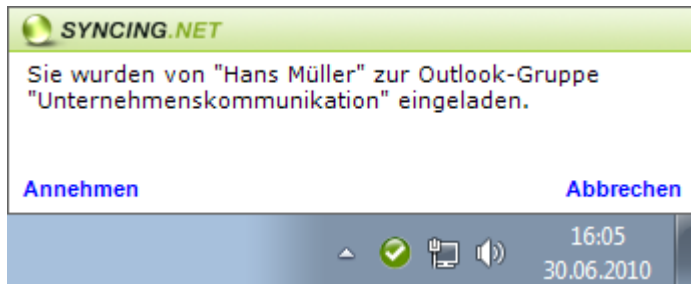 SYNCING.NET
Sie wurden von "Hans Müller" zur Outlook-Gruppe
"Unternehmenskommunikation" eingeladen.
Annehmen Abbrechen
16:05
30.06.2010